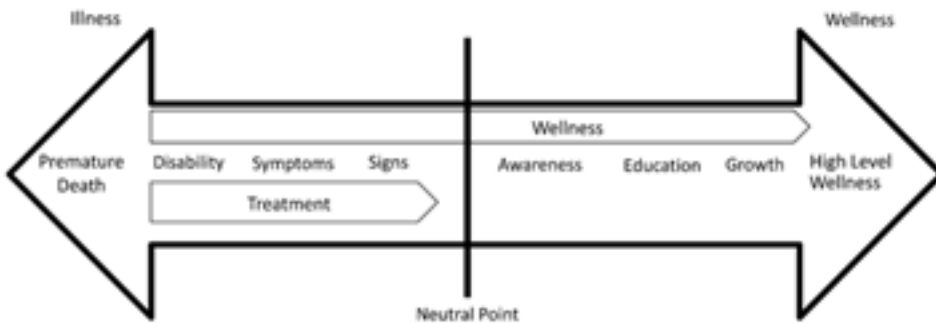 Illness
Wellness
Wellness
Premature Death
Disability
Symptoms
Signs
Awareness
Education
Growth
High Level Wellness
Treatment
Neutral Point